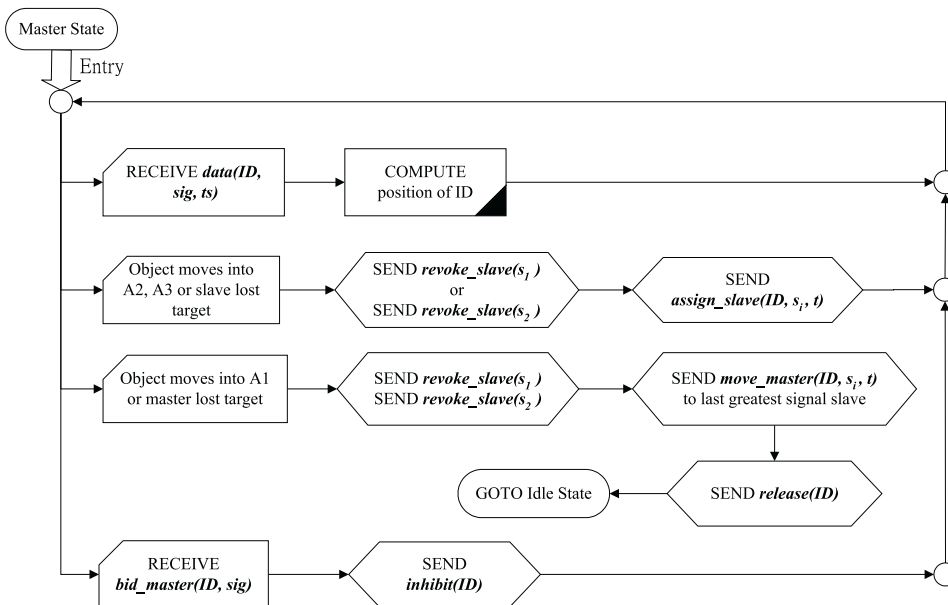 Master State
Entry
RECEIVE data(ID,
sig, ts)
COMPUTE
position of ID
Object moves into
A2, A3 or slave lost
target
SEND revoke_slave(s1 )
or
SEND revoke_slave(s2 )
SEND
assign_slave(ID, si , t)
Object moves into A1
or master lost target
SEND revoke_slave(s1 )
SEND revoke_slave(s2 )
SEND move_master(ID, si , t)
to last greatest signal slave
GOTO Idle State
SEND release(ID)
RECEIVE
bid_master(ID, sig)
SEND
inhibit(ID)